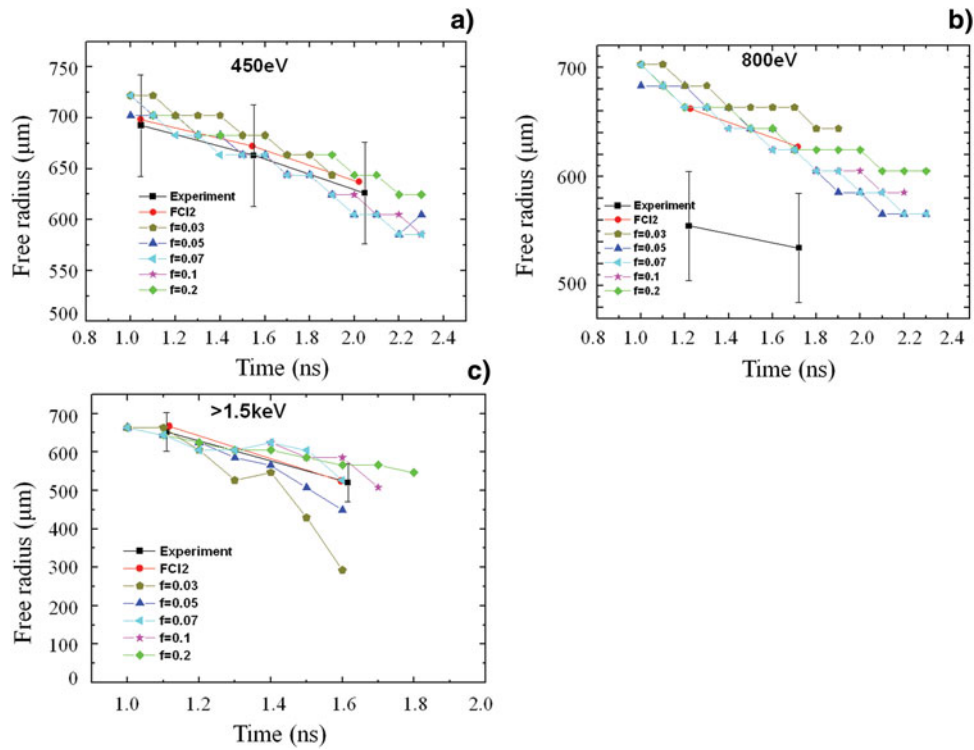 a)
450eV
750
700
650
600
550
500
Free radius (µm)
Experiment
FCI2
f=0.03
f=0.05
f=0.07
f=0.1
f=0.2
0.8 1.0 1.2 1.4 1.6 1.8 2.0 2.2 2.4
Time (ns)
b)
800eV
700
600
500
Free radius (µm)
Experiment
FCI2
f=0.03
f=0.05
f=0.07
f=0.1
f=0.2
0.8 1.0 1.2 1.4 1.6 1.8 2.0 2.2 2.4
Time (ns)
c)
>1.5keV
700
600
500
400
300
200
100
0
Free radius (µm)
Experiment
FCI2
f=0.03
f=0.05
f=0.07
f=0.1
f=0.2
1.0 1.2 1.4 1.6 1.8 2.0
Time (ns)